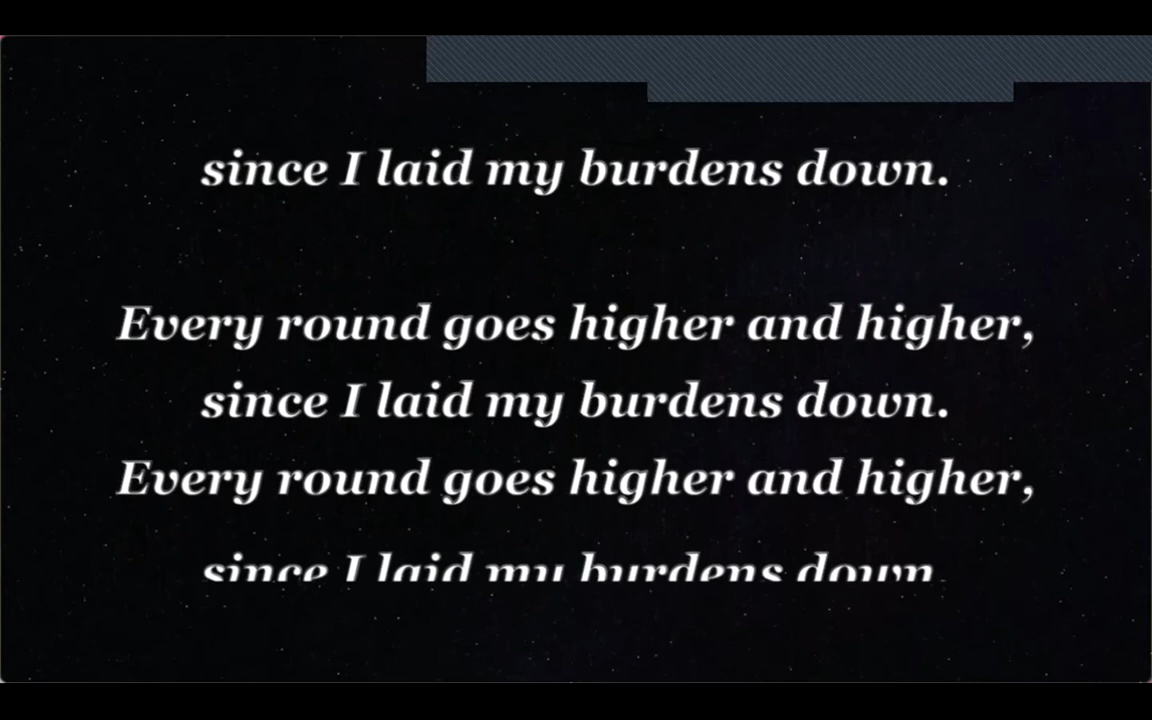 since I laid my burdens down.
Every round goes higher and higher,
since I laid my burdens down.
Every round goes higher and higher,
since I laid my burdens down